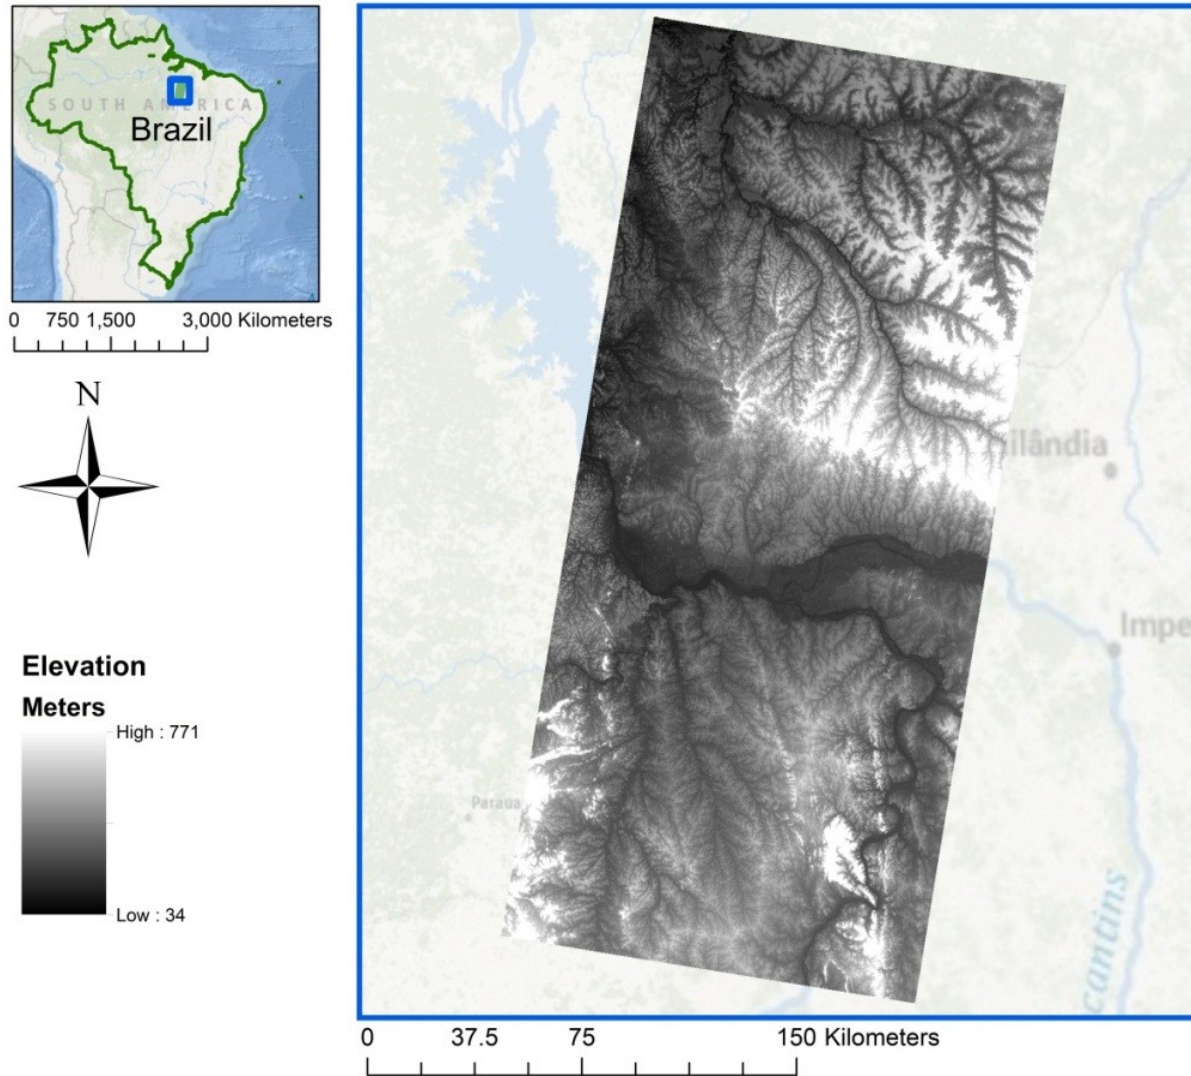 SOUTH AMERICA
Brazil
0 750 1,500 3,000 Kilometers
N
Elevation
Meters
High : 771
Low : 34
ilândia
Impe
Paraua
cantins
0 37.5 75 150 Kilometers